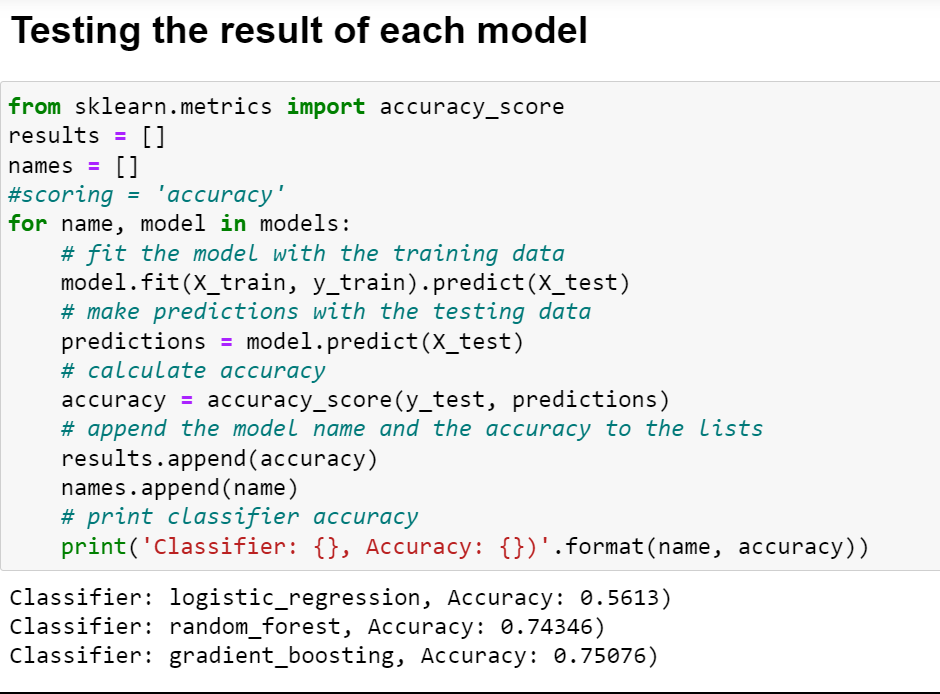 Testing the result of each model
from sklearn.metrics import accuracy_score
results = []
names = []
#scoring = 'accuracy'
for name, model in models:
    # fit the model with the training data
    model.fit(X_train, y_train).predict(X_test)
    # make predictions with the testing data
    predictions = model.predict(X_test)
    # calculate accuracy
    accuracy = accuracy_score(y_test, predictions)
    # append the model name and the accuracy to the lists
    results.append(accuracy)
    names.append(name)
    # print classifier accuracy
    print('Classifier: {}, Accuracy: {})'.format(name, accuracy))
Classifier: logistic_regression, Accuracy: 0.5613)
Classifier: random_forest, Accuracy: 0.74346)
Classifier: gradient_boosting, Accuracy: 0.75076)